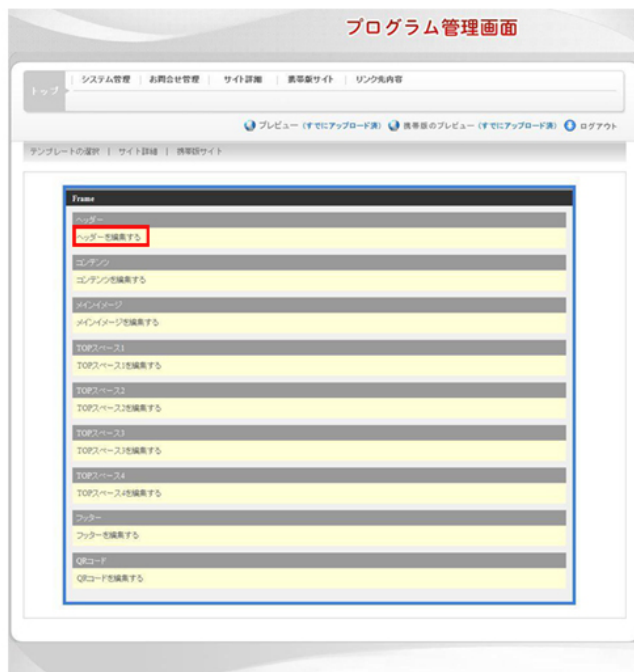 プログラム管理画面
トップ
システム管理 お問合せ管理 サイト詳細 携帯版サイト リンク先内容
プレビュー (すでにアップロード済) 携帯版のプレビュー (すでにアップロード済) ログアウト
テンプレートの選択 | サイト詳細 | 携帯版サイト
Frame
ヘッダー
ヘッダーを編集する
コンテンツ
コンテンツを編集する
メインイメージ
メインイメージを編集する
TOPスペース1
TOPスペース1を編集する
TOPスペース2
TOPスペース2を編集する
TOPスペース3
TOPスペース3を編集する
TOPスペース4
TOPスペース4を編集する
フッター
フッターを編集する
QRコード
QRコードを編集する